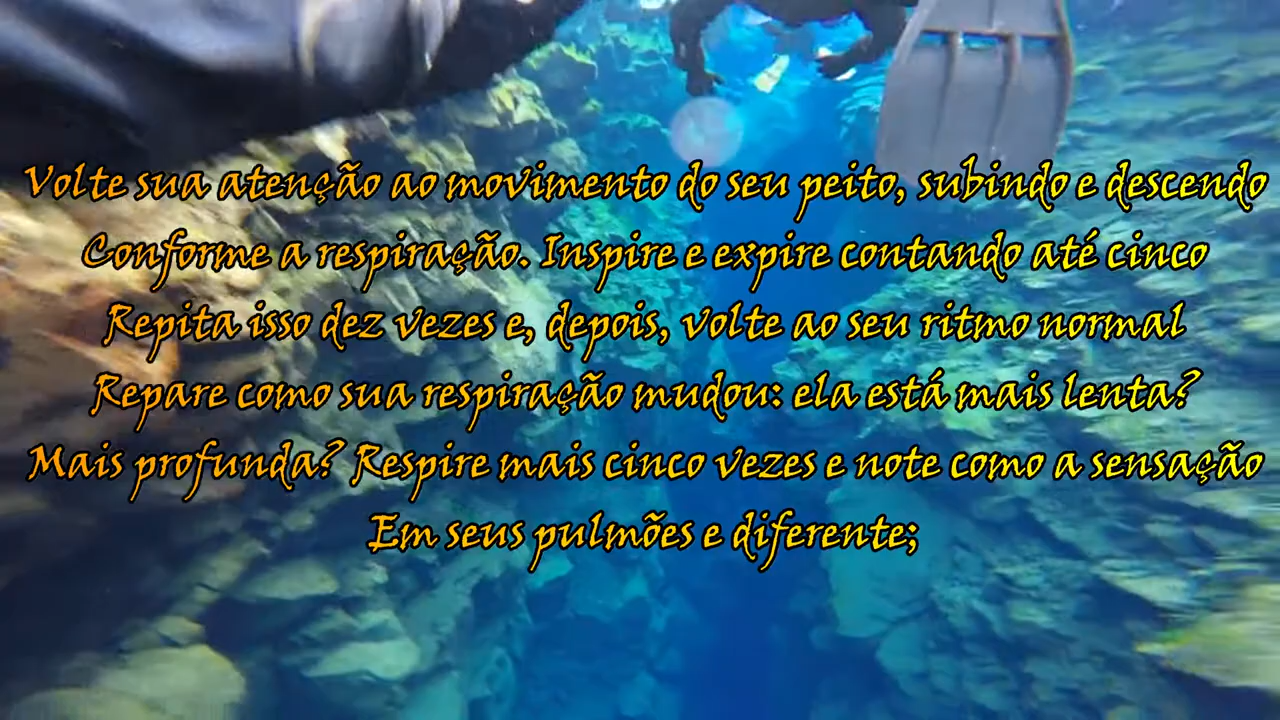 Volte sua atenção ao movimento do seu peito, subindo e descendo
Conforme a respiração. Inspire e expire contando até cinco
Repita isso dez vezes e, depois, volte ao seu ritmo normal
Repare como sua respiração mudou: ela está mais lenta?
Mais profunda? Respire mais cinco vezes e note como a sensação
Em seus pulmões e diferente;